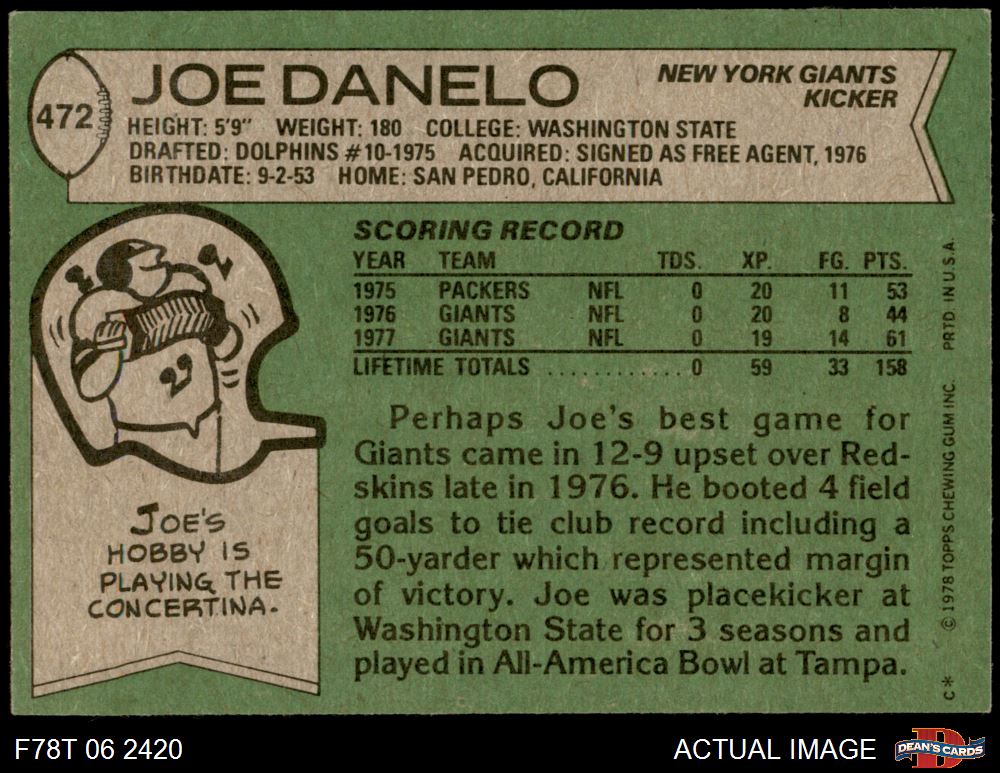 472
JOE DANELO
NEW YORK GIANTS
KICKER
HEIGHT: 5'9" WEIGHT: 180 COLLEGE: WASHINGTON STATE
DRAFTED: DOLPHINS #10-1975 ACQUIRED: SIGNED AS FREE AGENT, 1976
BIRTHDATE: 9-2-53 HOME: SAN PEDRO, CALIFORNIA
SCORING RECORD
YEAR TEAM TDS. XP. FG. PTS.
1975 PACKERS NFL 0 20 11 53
1976 GIANTS NFL 0 20 8 44
1977 GIANTS NFL 0 19 14 61
LIFETIME TOTALS ............ 0 59 33 158
Perhaps Joe's best game for
Giants came in 12-9 upset over Red-
skins late in 1976. He booted 4 field
goals to tie club record including a
50-yarder which represented margin
of victory. Joe was placekicker at
Washington State for 3 seasons and
played in All-America Bowl at Tampa.
JOE'S
HOBBY IS
PLAYING THE
CONCERTINA.
C* © 1978 TOPPS CHEWING GUM INC. PRTD. IN U.S.A.
F78T 06 2420
ACTUAL IMAGE
D
DEAN'S CARDS